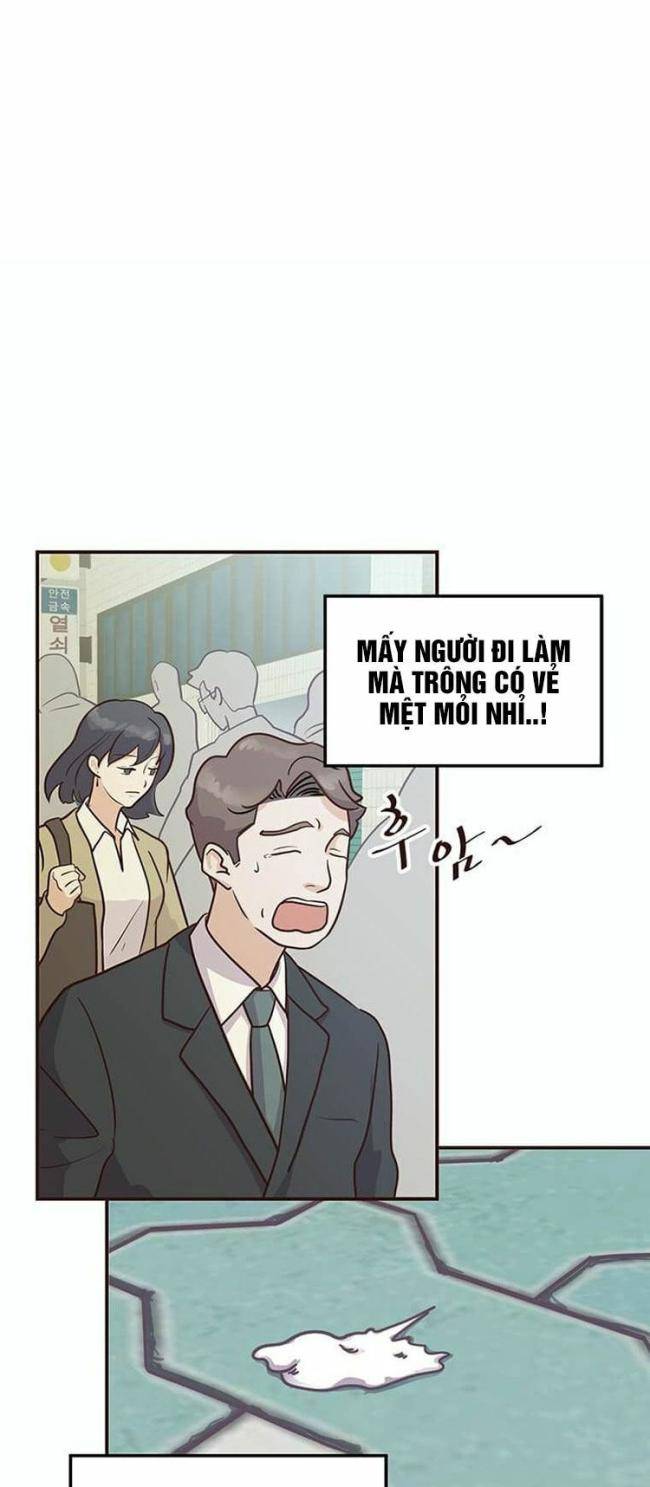 안전
금속
열
쇠
MẤY NGƯỜI ĐI LÀM
MÀ TRÔNG CÓ VẺ
MỆT MỎI NHỈ..!
후암~